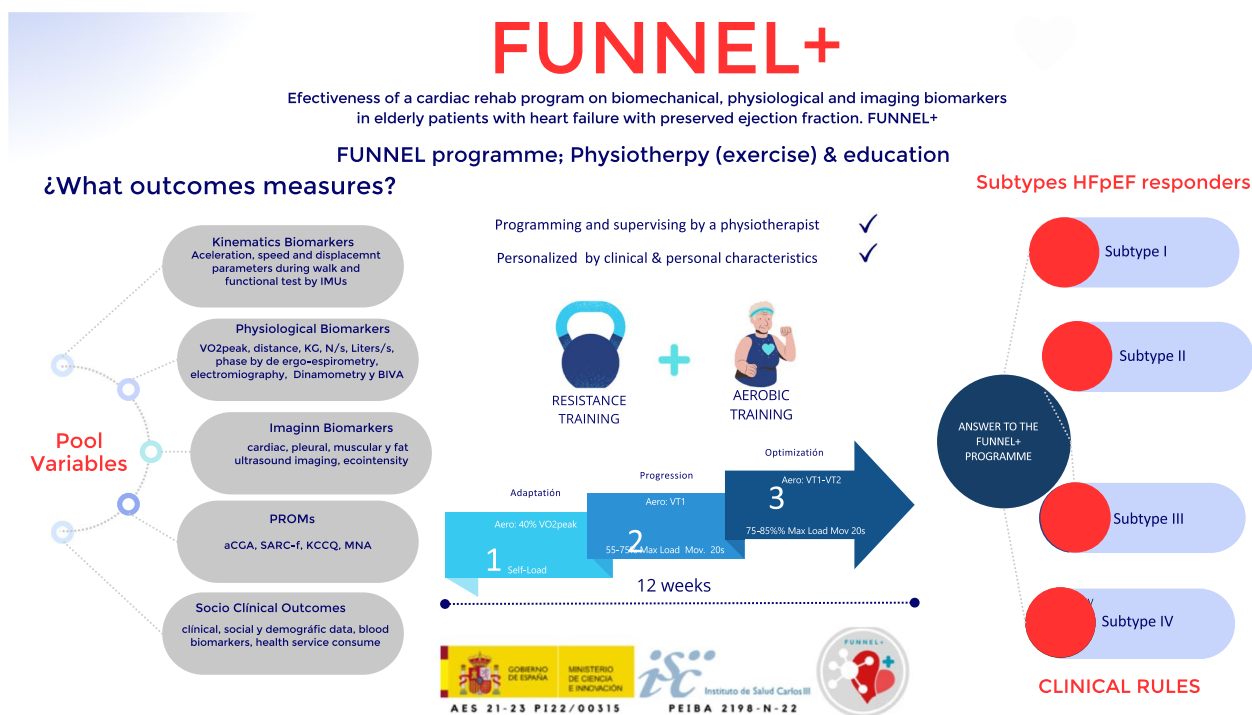 FUNNEL+
Efectiveness of a cardiac rehab program on biomechanical, physiological and imaging biomarkers
in elderly patients with heart failure with preserved ejection fraction. FUNNEL+
FUNNEL programme; Physiotherpy (exercise) & education
¿What outcomes measures?
Pool
Variables
Kinematics Biomarkers
Aceleration, speed and displacemnt
parameters during walk and
functional test by IMUs
Physiological Biomarkers
VO2peak, distance, KG, N/s, Liters/s,
phase by de ergo-espirometry,
electromiography, Dinamometry y BIVA
Imaginn Biomarkers
cardiac, pleural, muscular y fat
ultrasound imaging, ecointensity
PROMs
aCGA, SARC-f, KCCQ, MNA
Socio Clínical Outcomes
clínical, social y demográfic data, blood
biomarkers, health service consume
Programming and supervising by a physiotherapist ✓
Personalized by clinical & personal characteristics ✓
RESISTANCE
TRAINING
+
AEROBIC
TRAINING
Adaptatión
Aero: 40% VO2peak
1
Self-Load
Progression
Aero: VT1
2
55-75% Max Load Mov. 20s
Optimización
Aero: VT1-VT2
3
75-85%% Max Load Mov 20s
12 weeks
GOBIERNO
DE ESPAÑA
MINISTERIO
DE CIENCIA
E INNOVACIÓN
isc
Instituto de Salud Carlos III
FUNNEL+
AES 21-23 PI22/00315
PEIBA 2198-N-22
Subtypes HFpEF responders
ANSWER TO THE
FUNNEL+
PROGRAMME
Subtype I
Subtype II
Subtype III
Subtype IV
CLINICAL RULES